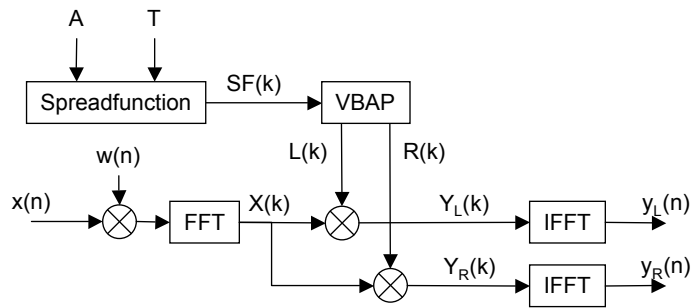 A T
Spreadfunction SF(k) VBAP
w(n) L(k) R(k)
x(n) FFT X(k) Y_L(k) IFFT y_L(n)
Y_R(k) IFFT y_R(n)